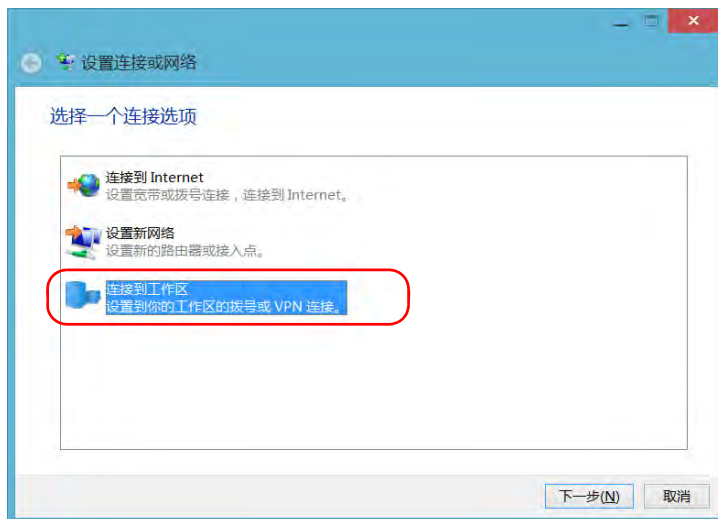 设置连接或网络
选择一个连接选项
连接到 Internet
设置宽带或拨号连接，连接到 Internet。
设置新网络
设置新的路由器或接入点。
连接到工作区
设置到你的工作区的拨号或 VPN 连接。
下一步(N)
取消